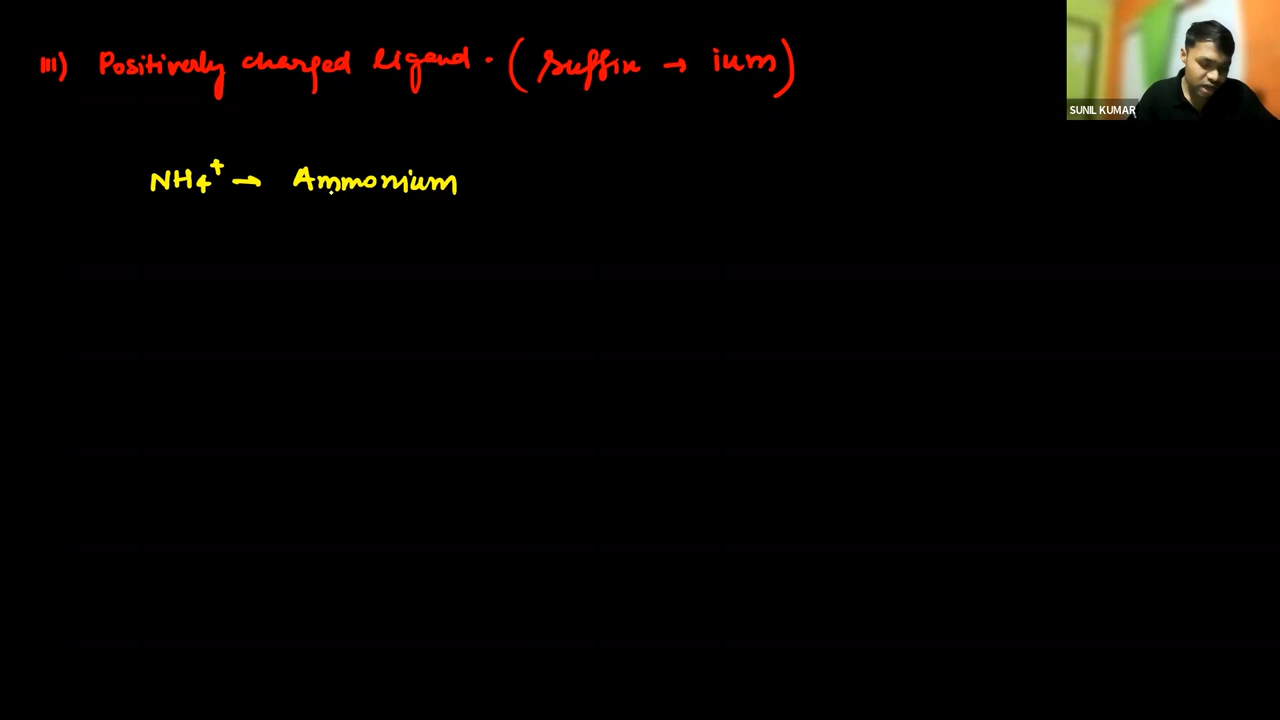 III) Positively charged ligand. (suffix → ium)
SUNIL KUMAR
NH4+ → Ammonium